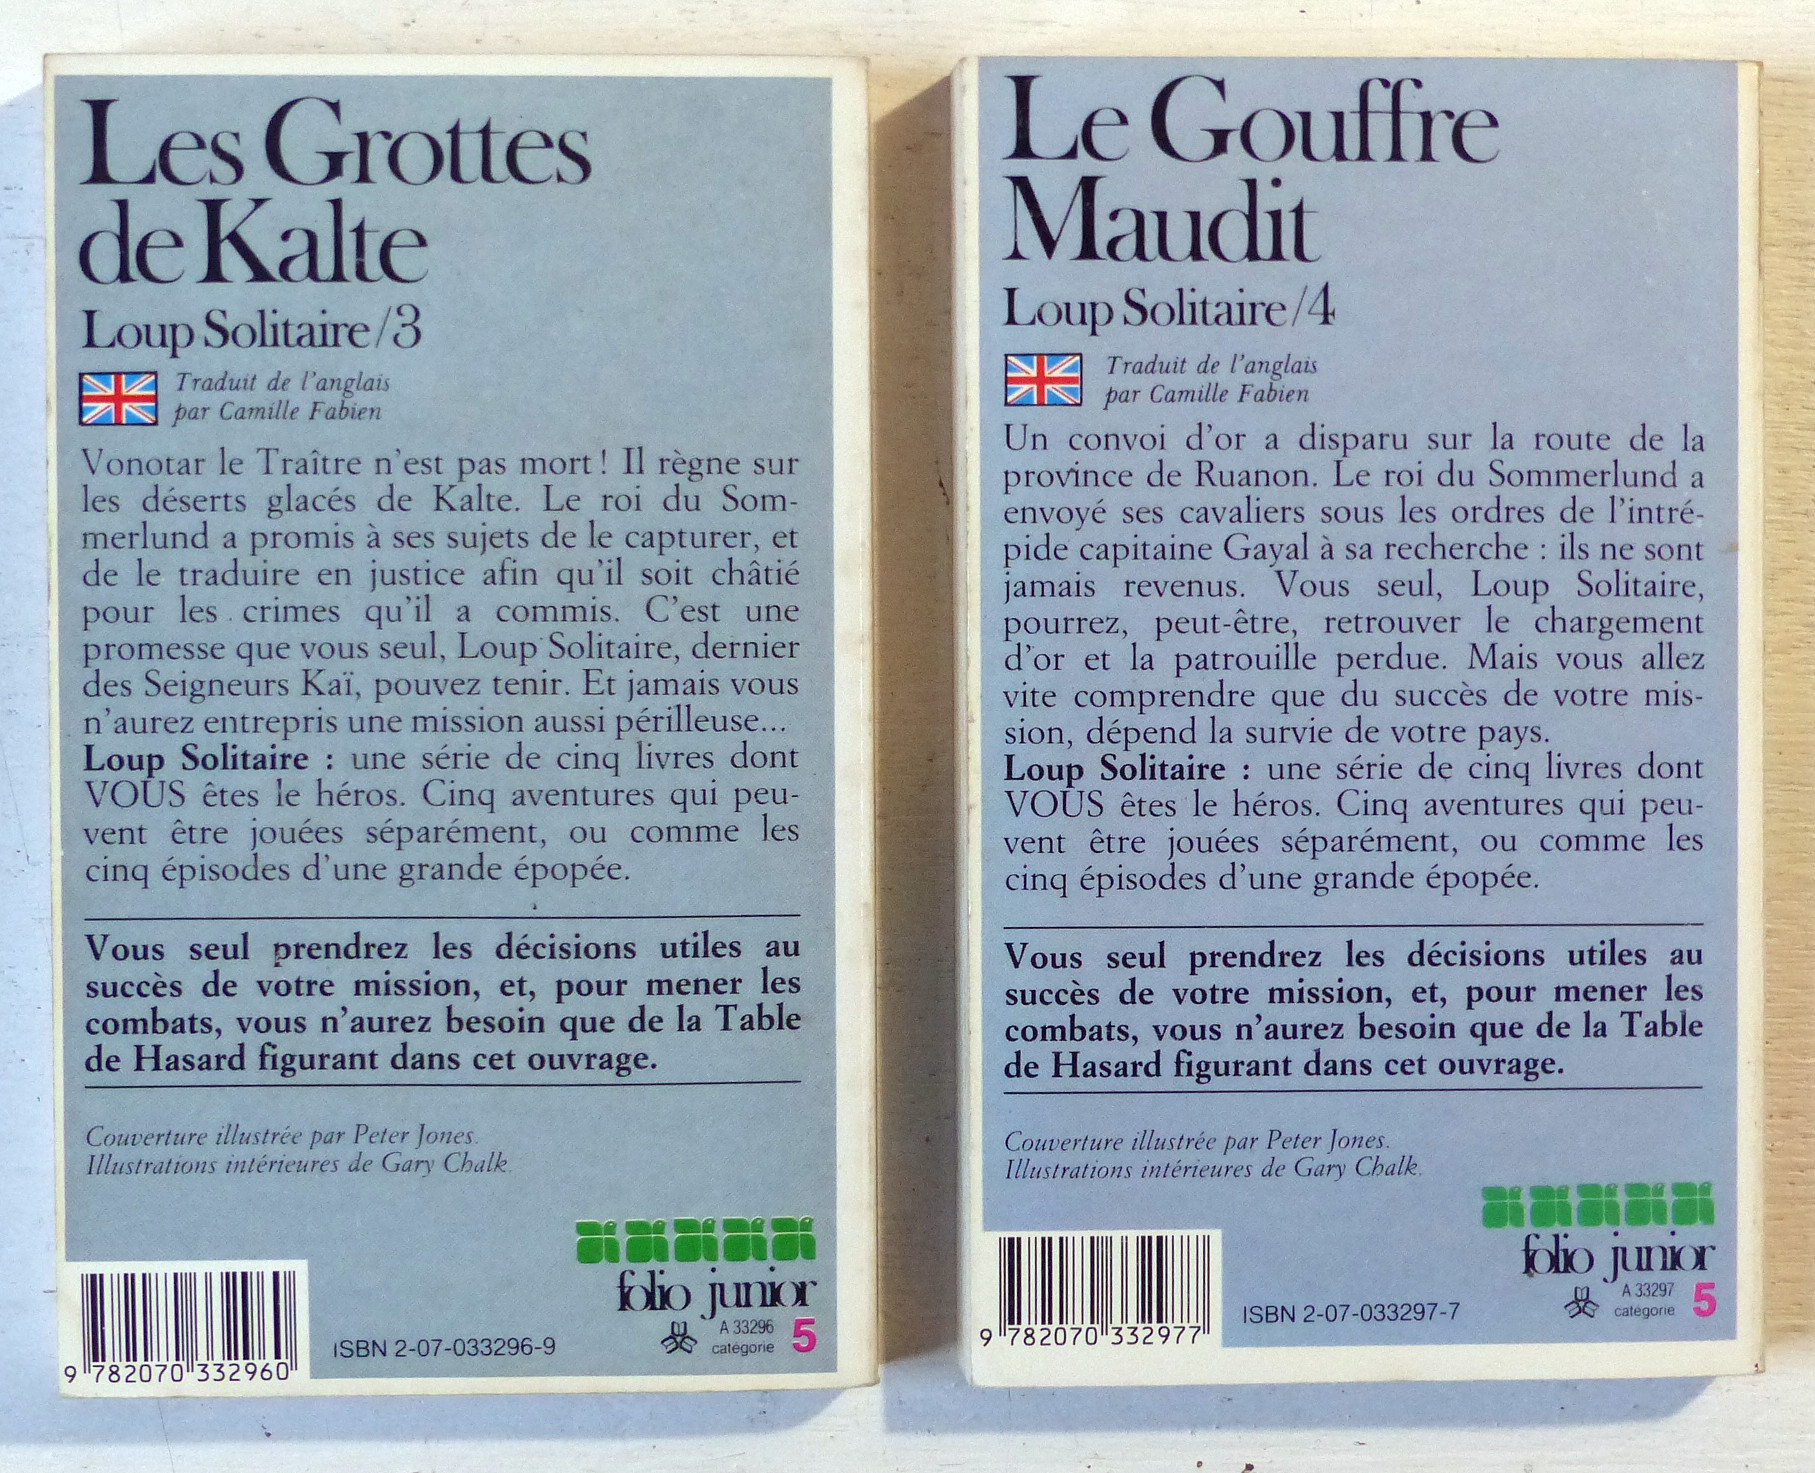 Les Grottes
de Kalte
Loup Solitaire/3
Traduit de l'anglais
par Camille Fabien
Vonotar le Traître n'est pas mort ! Il règne sur
les déserts glacés de Kalte. Le roi du Som-
merlund a promis à ses sujets de le capturer, et
de le traduire en justice afin qu'il soit châtié
pour les crimes qu'il a commis. C'est une
promesse que vous seul, Loup Solitaire, dernier
des Seigneurs Kaï, pouvez tenir. Et jamais vous
n'aurez entrepris une mission aussi périlleuse...
Loup Solitaire : une série de cinq livres dont
VOUS êtes le héros. Cinq aventures qui peu-
vent être jouées séparément, ou comme les
cinq épisodes d'une grande épopée.
Vous seul prendrez les décisions utiles au
succès de votre mission, et, pour mener les
combats, vous n'aurez besoin que de la Table
de Hasard figurant dans cet ouvrage.
Couverture illustrée par Peter Jones.
Illustrations intérieures de Gary Chalk.
folio junior
A 33296
catégorie 5
ISBN 2-07-033296-9
9 782070 332960
Le Gouffre
Maudit
Loup Solitaire/4
Traduit de l'anglais
par Camille Fabien
Un convoi d'or a disparu sur la route de la
province de Ruanon. Le roi du Sommerlund a
envoyé ses cavaliers sous les ordres de l'intré-
pide capitaine Gayal à sa recherche : ils ne sont
jamais revenus. Vous seul, Loup Solitaire,
pourrez, peut-être, retrouver le chargement
d'or et la patrouille perdue. Mais vous allez
vite comprendre que du succès de votre mis-
sion, dépend la survie de votre pays.
Loup Solitaire : une série de cinq livres dont
VOUS êtes le héros. Cinq aventures qui peu-
vent être jouées séparément, ou comme les
cinq épisodes d'une grande épopée.
Vous seul prendrez les décisions utiles au
succès de votre mission, et, pour mener les
combats, vous n'aurez besoin que de la Table
de Hasard figurant dans cet ouvrage.
Couverture illustrée par Peter Jones.
Illustrations intérieures de Gary Chalk.
folio junior
A 33297
catégorie 5
ISBN 2-07-033297-7
9 782070 332977